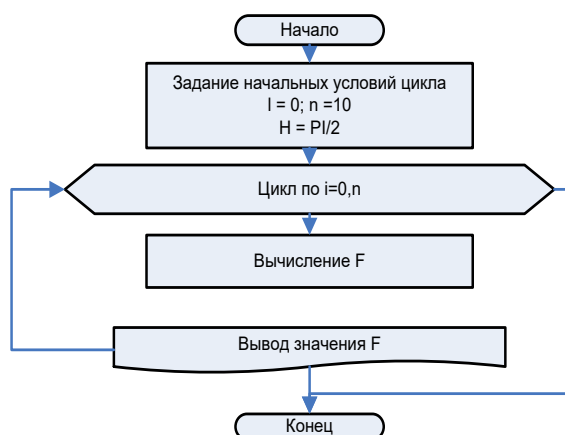 Начало
Задание начальных условий цикла
I = 0; n =10
H = PI/2
Цикл по i=0,n
Вычисление F
Вывод значения F
Конец